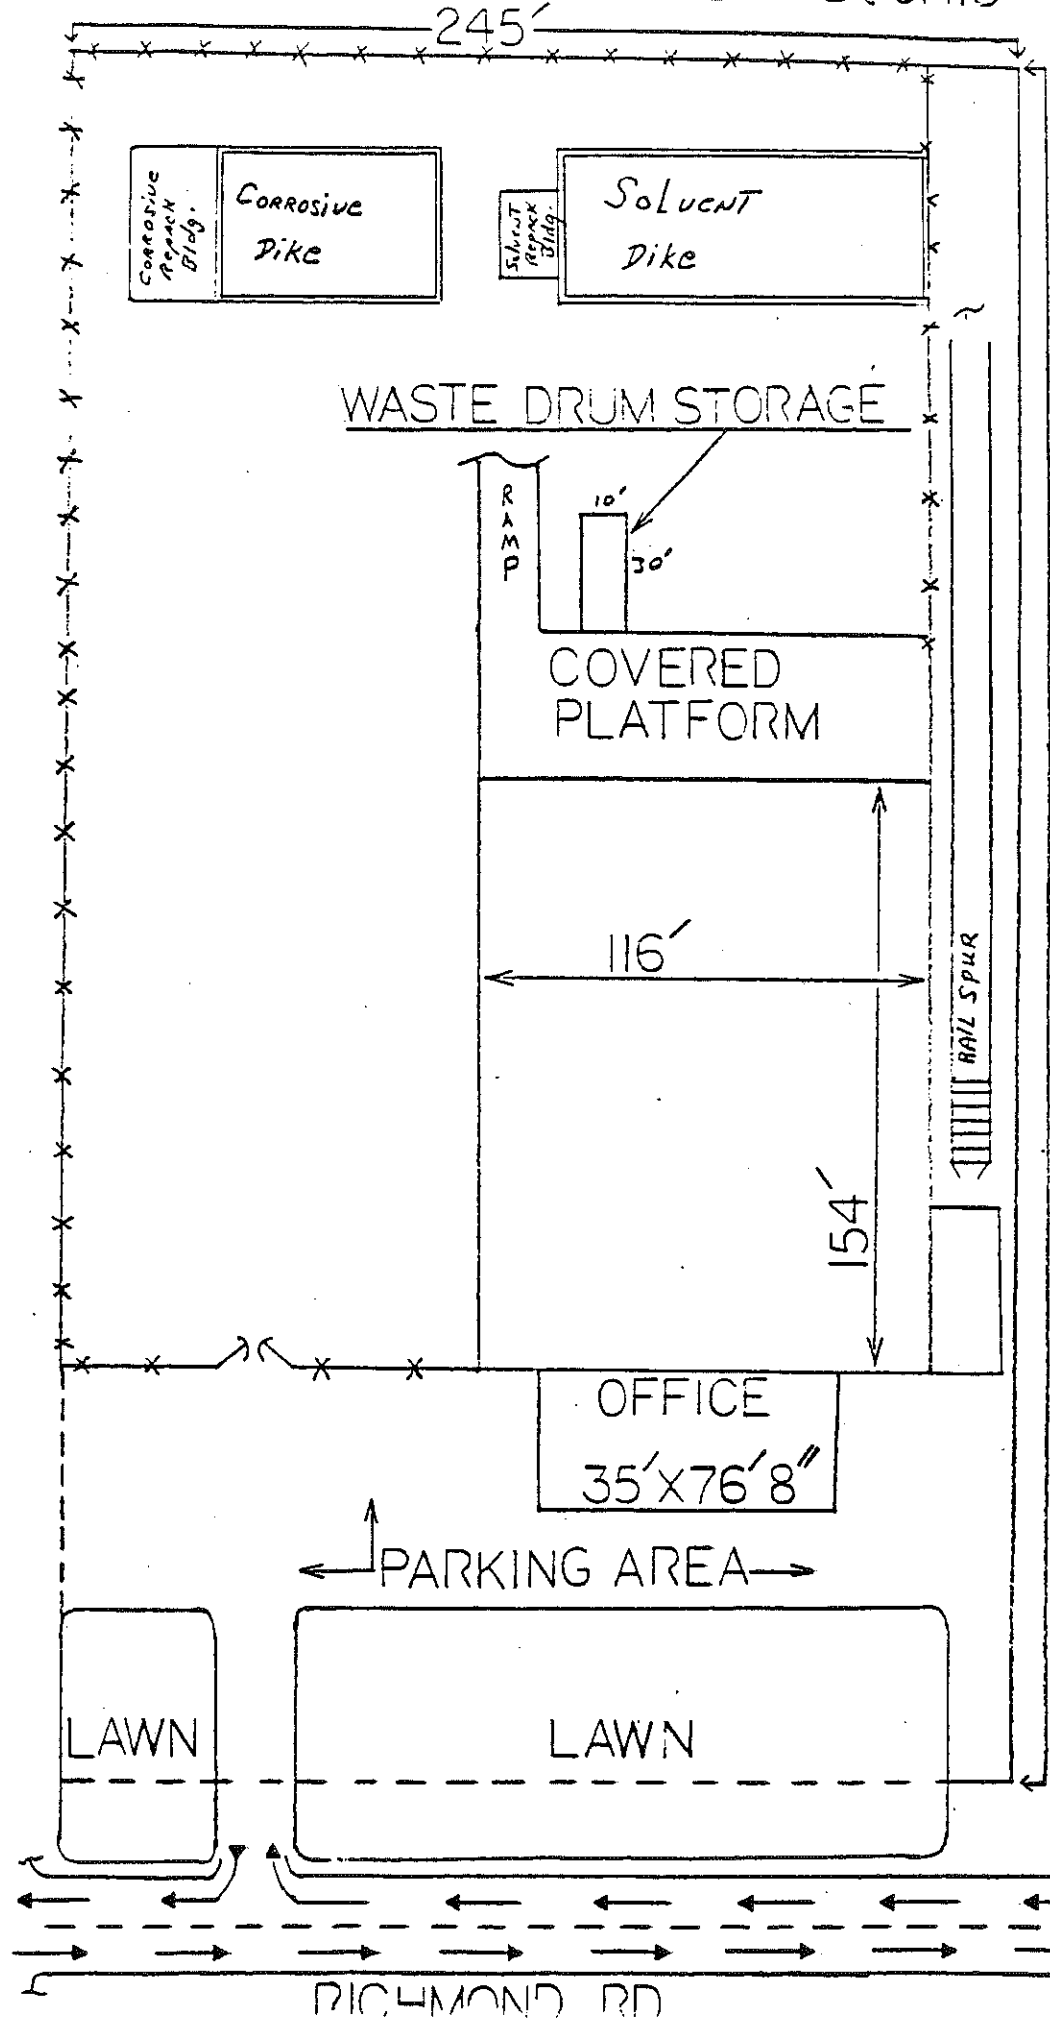 245′
CORROSIVE
Repack
Bldg.
CORROSIVE
Dike
Solvent
Repack
Bldg.
SOLVENT
Dike
WASTE DRUM STORAGE
RAMP
10′
30′
COVERED
PLATFORM
116′
154′
RAIL SPUR
OFFICE
35′X76′8″
PARKING AREA
LAWN
LAWN
RICHMOND RD